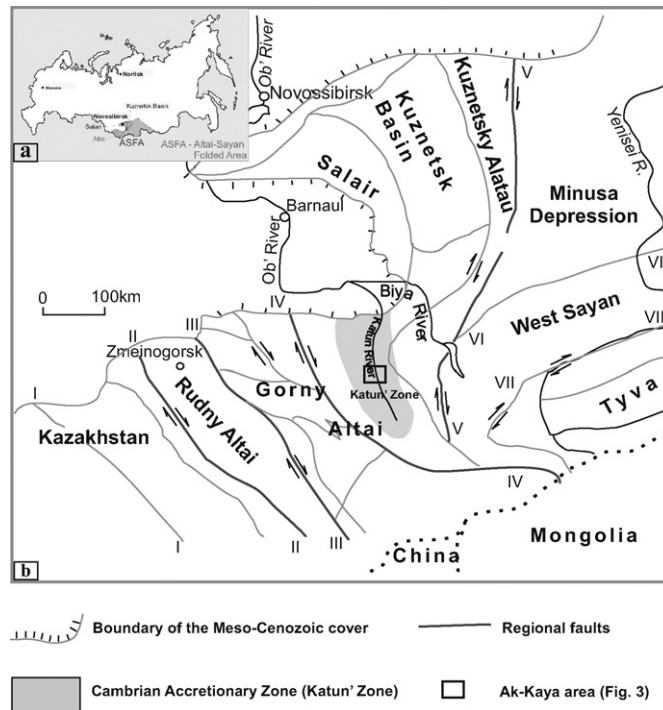 Norilsk
Moscow
Kuznetsk Basin
Novossibirsk
Salair
Altai
ASFA
ASFA - Altai-Sayan
Folded Area
a
Ob' River
Novossibirsk
Kuznetsk
Basin
Kuznetsky Alatau
V
Yenisei R.
Salair
Barnaul
Ob' River
Minusa
Depression
0 100km
IV
Biya
River
Katun River
VI
VI
West Sayan
VII
VII
III
II
Zmejnogorsk
I
Gorny
Altai
Katun' Zone
Rudny Altai
Kazakhstan
Tyva
V
IV
I
II
III
China
Mongolia
b
Boundary of the Meso-Cenozoic cover
Regional faults
Cambrian Accretionary Zone (Katun' Zone)
Ak-Kaya area (Fig. 3)